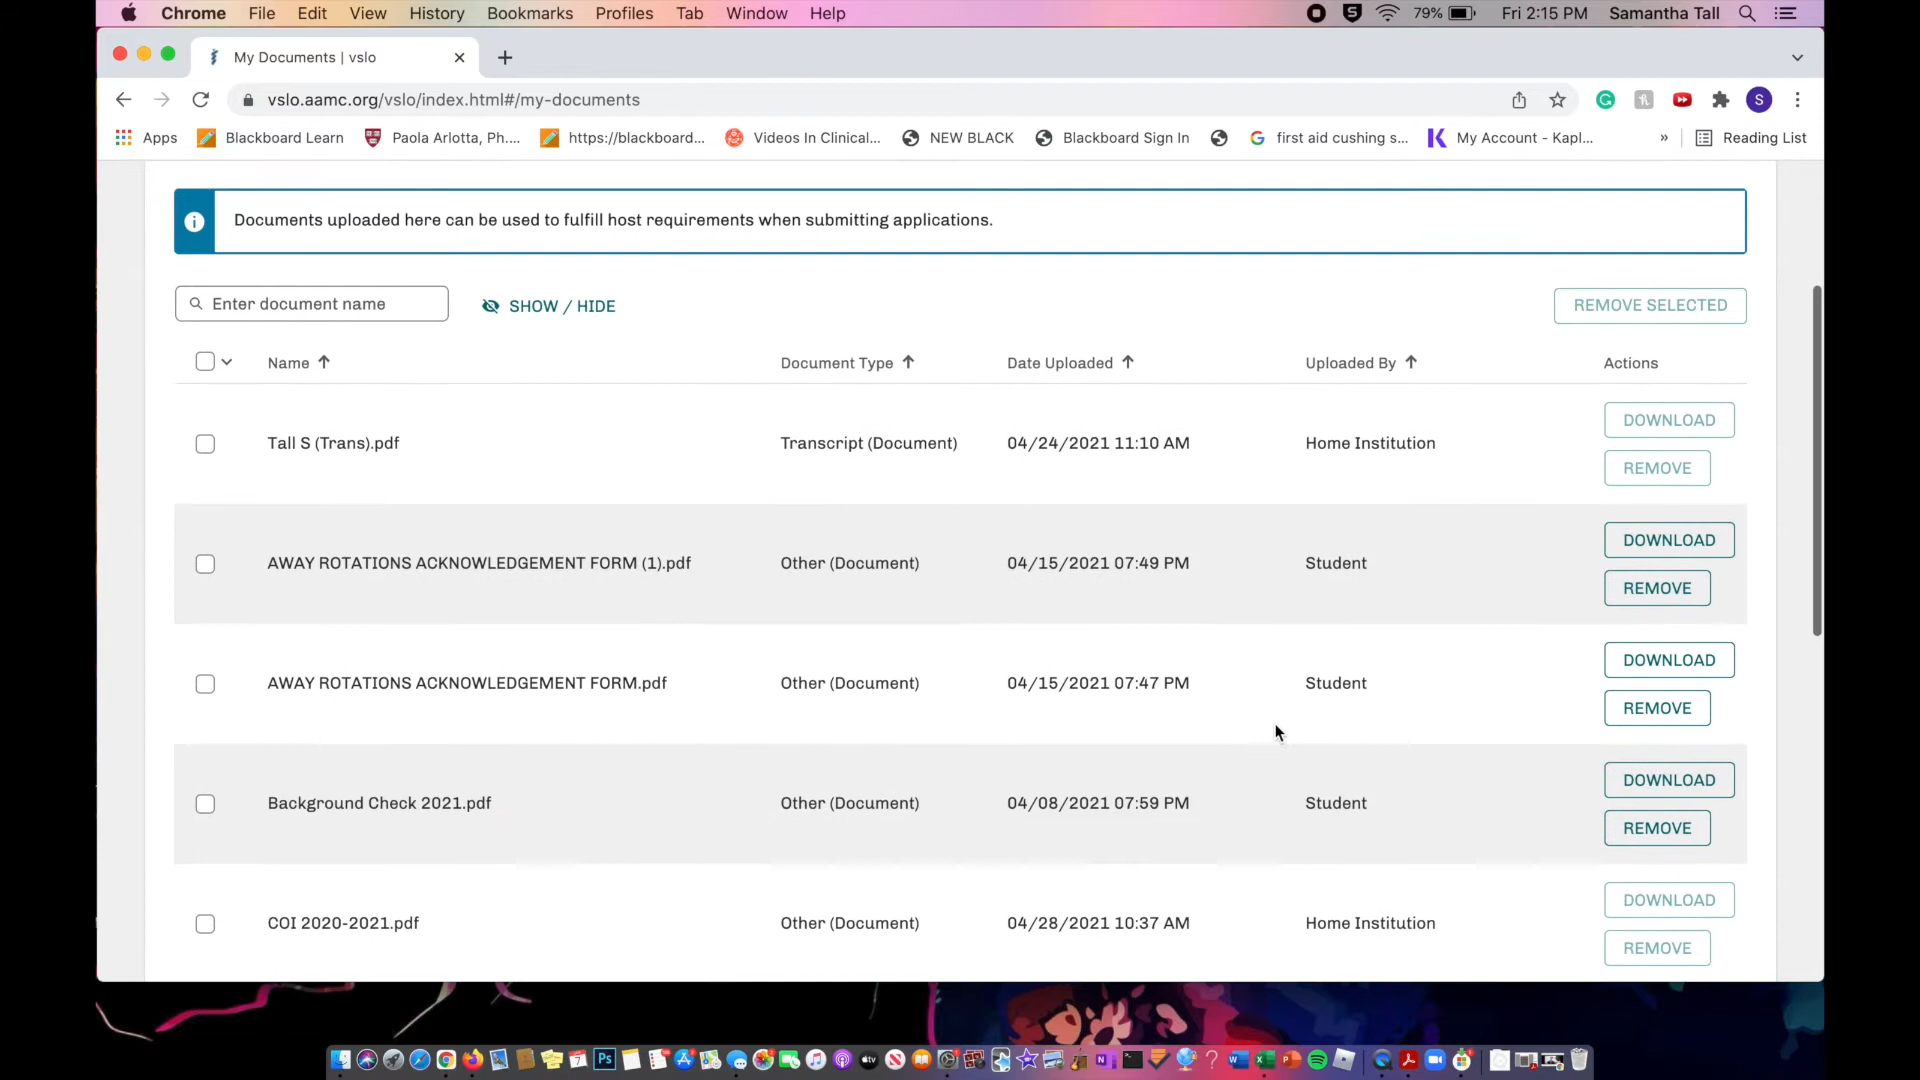 Chrome File Edit View History Bookmarks Profiles Tab Window Help 79% Fri 2:15 PM Samantha Tall
My Documents | vslo
vslo.aamc.org/vslo/index.html#/my-documents S
Apps Blackboard Learn Paola Arlotta, Ph.... https://blackboard... Videos In Clinical... NEW BLACK Blackboard Sign In first aid cushing s... My Account - Kapl... » Reading List
Documents uploaded here can be used to fulfill host requirements when submitting applications.
Enter document name SHOW / HIDE REMOVE SELECTED
Name Document Type Date Uploaded Uploaded By Actions
Tall S (Trans).pdf Transcript (Document) 04/24/2021 11:10 AM Home Institution DOWNLOAD
REMOVE
AWAY ROTATIONS ACKNOWLEDGEMENT FORM (1).pdf Other (Document) 04/15/2021 07:49 PM Student DOWNLOAD
REMOVE
AWAY ROTATIONS ACKNOWLEDGEMENT FORM.pdf Other (Document) 04/15/2021 07:47 PM Student DOWNLOAD
REMOVE
Background Check 2021.pdf Other (Document) 04/08/2021 07:59 PM Student DOWNLOAD
REMOVE
COI 2020-2021.pdf Other (Document) 04/28/2021 10:37 AM Home Institution DOWNLOAD
REMOVE